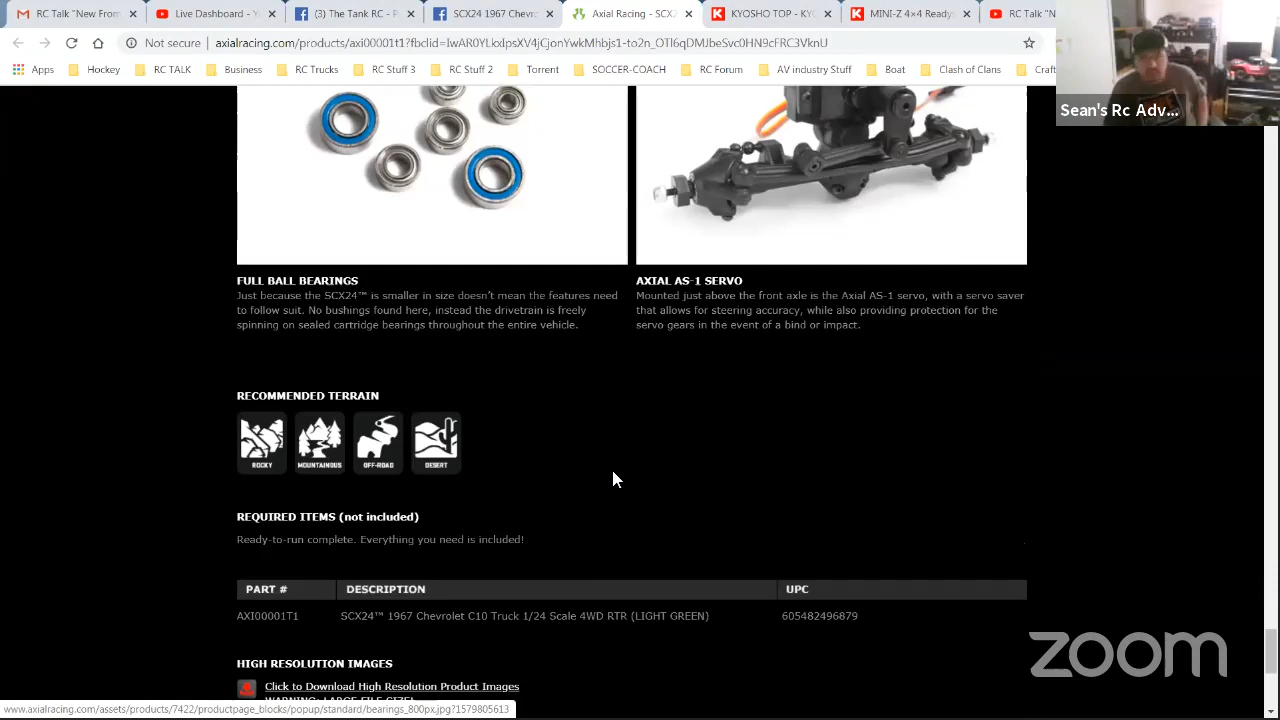 RC Talk "New From
Live Dashboard - Yo
(3) The Tank RC - P
SCX24 1967 Chevro
Axial Racing - SCX2
KYOSHO TOP - KYO
MINI-Z 4×4 Readys
RC Talk "N
Not secure axialracing.com/products/axi00001t1?fbclid=
Apps Hockey RC TALK Business RC Trucks RC Stuff 3 RC Stuff 2 Torrent SOCCER-COACH RC Forum AV industry Stuff Boat Clash of Clans Craft
Sean's Rc Adv...
FULL BALL BEARINGS
Just because the SCX24™ is smaller in size doesn't mean the features need
to follow suit. No bushings found here, instead the drivetrain is freely
spinning on sealed cartridge bearings throughout the entire vehicle.
AXIAL AS-1 SERVO
Mounted just above the front axle is the Axial AS-1 servo, with a servo saver
that allows for steering accuracy, while also providing protection for the
servo gears in the event of a bind or impact.
RECOMMENDED TERRAIN
ROCKY MOUNTAINOUS OFF-ROAD DESERT
REQUIRED ITEMS (not included)
Ready-to-run complete. Everything you need is included!
PART # DESCRIPTION UPC
AXI00001T1 SCX24™ 1967 Chevrolet C10 Truck 1/24 Scale 4WD RTR (LIGHT GREEN) 605482496879
HIGH RESOLUTION IMAGES
Click to Download High Resolution Product Images
WARNING: LARGE FILE SIZE!
www.axialracing.com/assets/products/7422/productpage_blocks/popup/standard/bearings_800px.jpg?1579805613
zoom